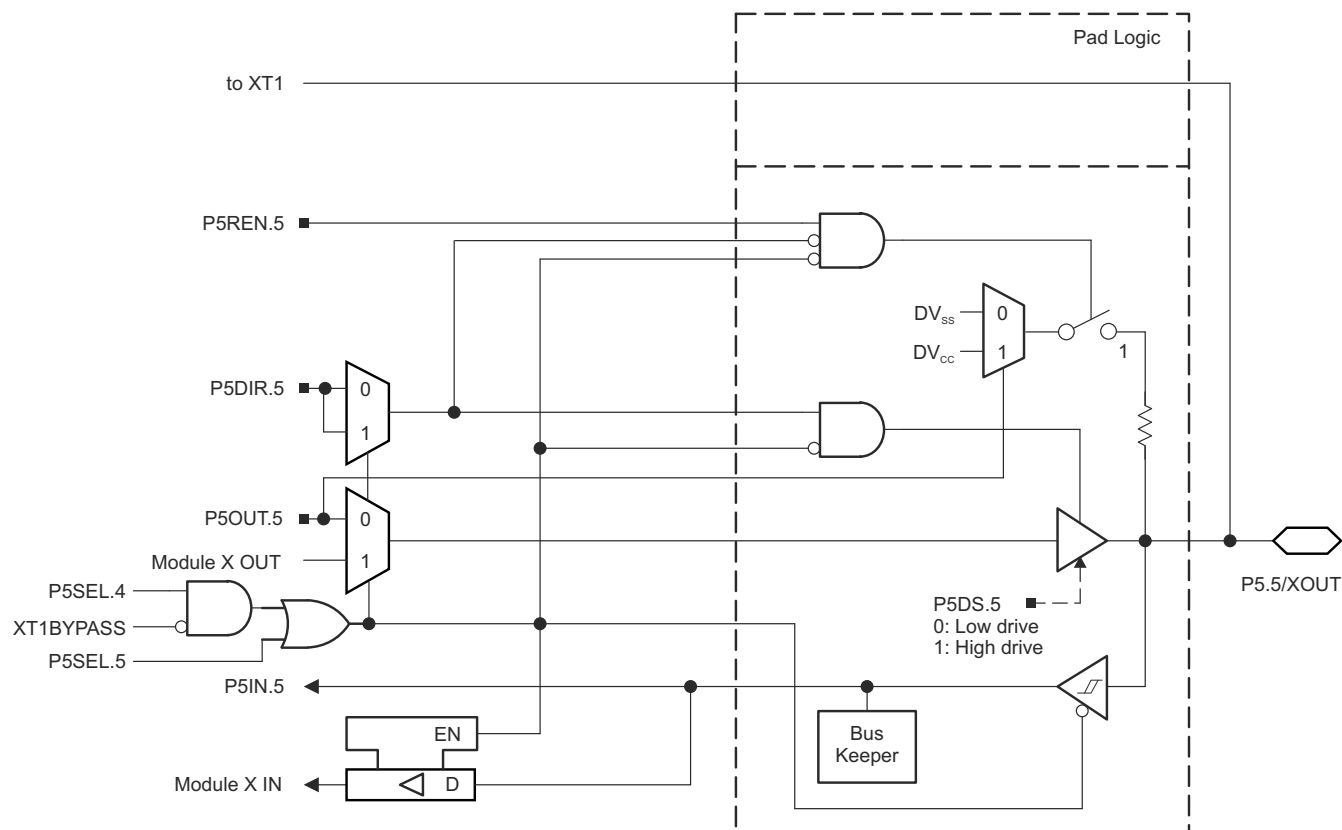 Pad Logic
to XT1
P5REN.5
DVss
0
DVcc
1
1
P5DIR.5
0
1
P5OUT.5
0
Module X OUT
1
P5SEL.4
XT1BYPASS
P5SEL.5
P5DS.5
0: Low drive
1: High drive
P5.5/XOUT
P5IN.5
EN
Bus
Keeper
Module X IN
D